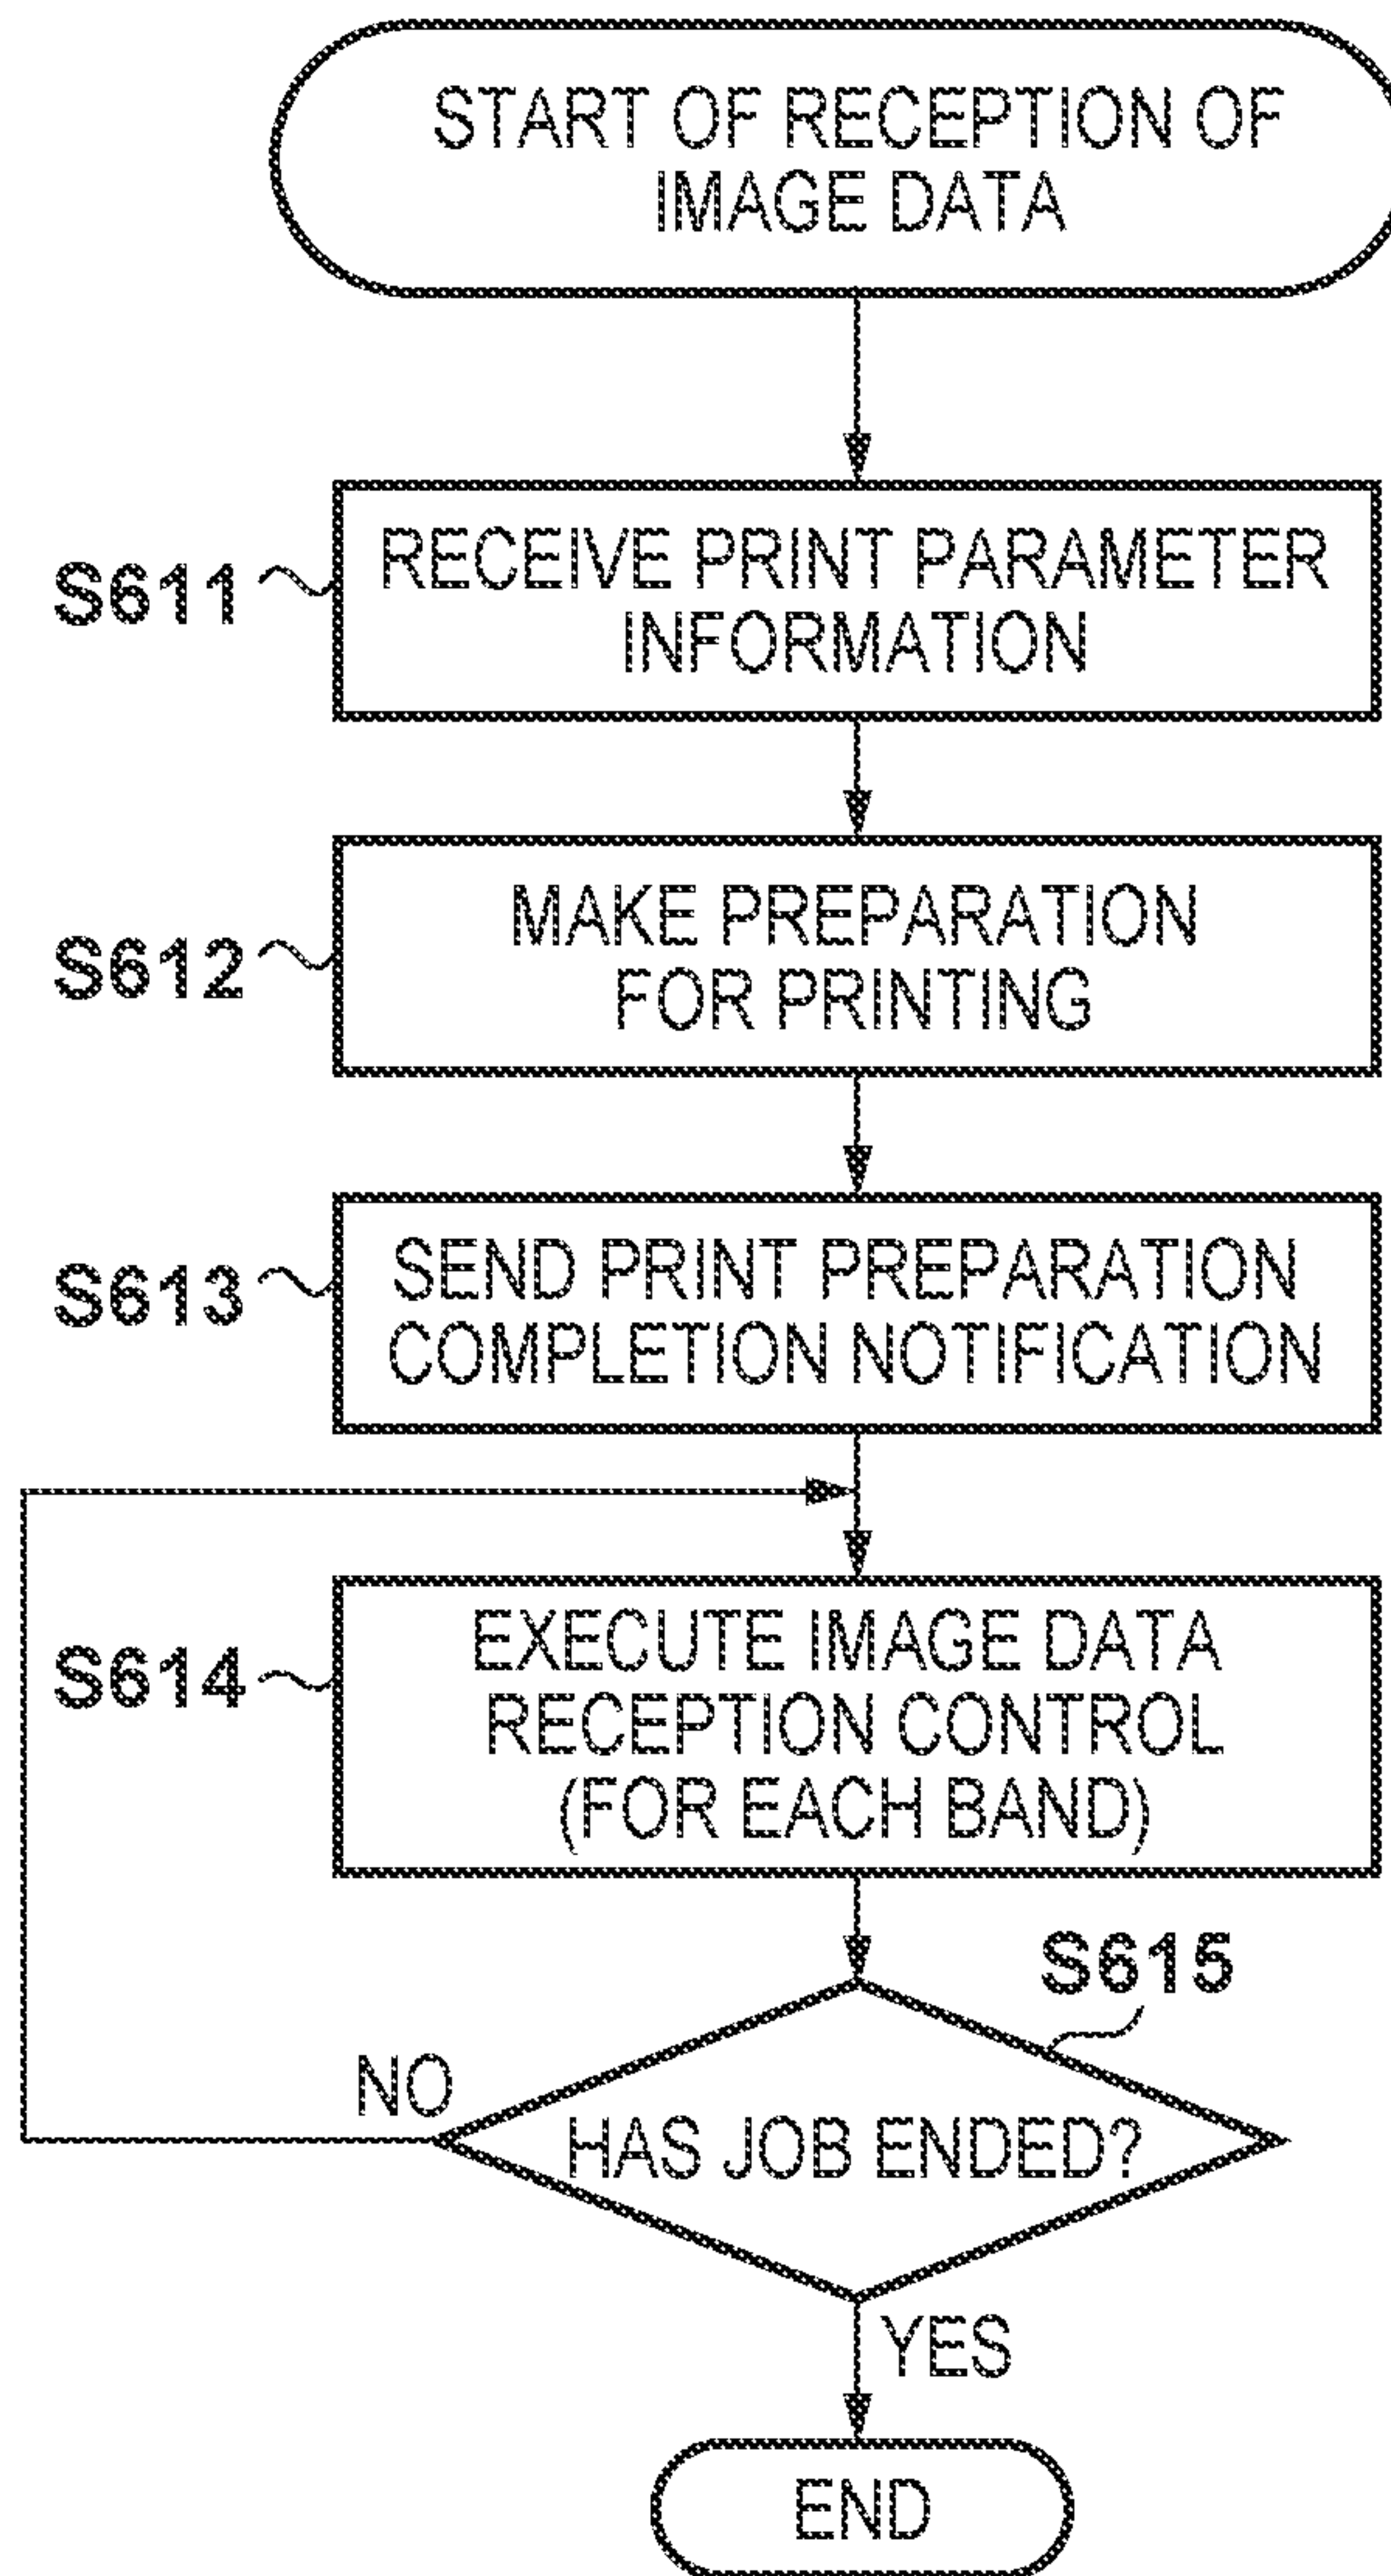 START OF RECEPTION OF
IMAGE DATA
S611
RECEIVE PRINT PARAMETER
INFORMATION
S612
MAKE PREPARATION
FOR PRINTING
S613
SEND PRINT PREPARATION
COMPLETION NOTIFICATION
S614
EXECUTE IMAGE DATA
RECEPTION CONTROL
(FOR EACH BAND)
S615
NO
HAS JOB ENDED?
YES
END